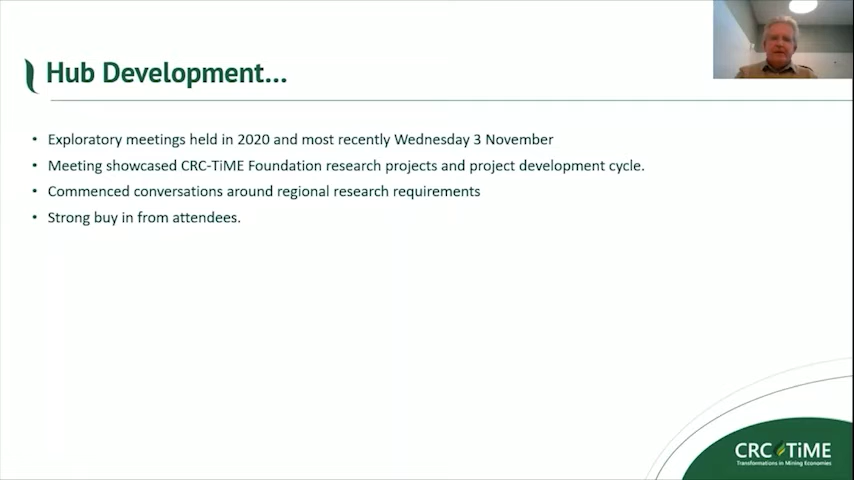 Hub Development...
• Exploratory meetings held in 2020 and most recently Wednesday 3 November
• Meeting showcased CRC-TiME Foundation research projects and project development cycle.
• Commenced conversations around regional research requirements
• Strong buy in from attendees.
CRC TiME
Transformations in Mining Economies